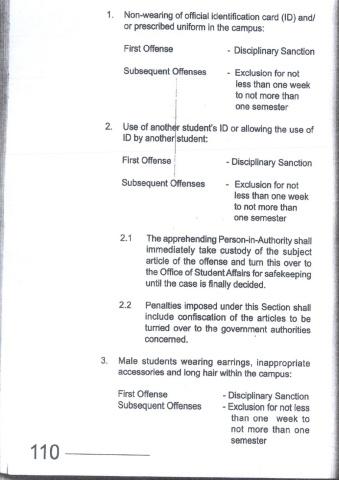 1. Non-wearing of official identification card (ID) and/
or prescribed uniform in the campus:
First Offense - Disciplinary Sanction
Subsequent Offenses - Exclusion for not
less than one week
to not more than
one semester
2. Use of another student's ID or allowing the use of
ID by another student:
First Offense - Disciplinary Sanction
Subsequent Offenses - Exclusion for not
less than one week
to not more than
one semester
2.1 The apprehending Person-in-Authority shall
immediately take custody of the subject
article of the offense and turn this over to
the Office of Student Affairs for safekeeping
until the case is finally decided.
2.2 Penalties imposed under this Section shall
include confiscation of the articles to be
turned over to the government authorities
concerned.
3. Male students wearing earrings, inappropriate
accessories and long hair within the campus:
First Offense - Disciplinary Sanction
Subsequent Offenses - Exclusion for not less
than one week to
not more than one
semester
110